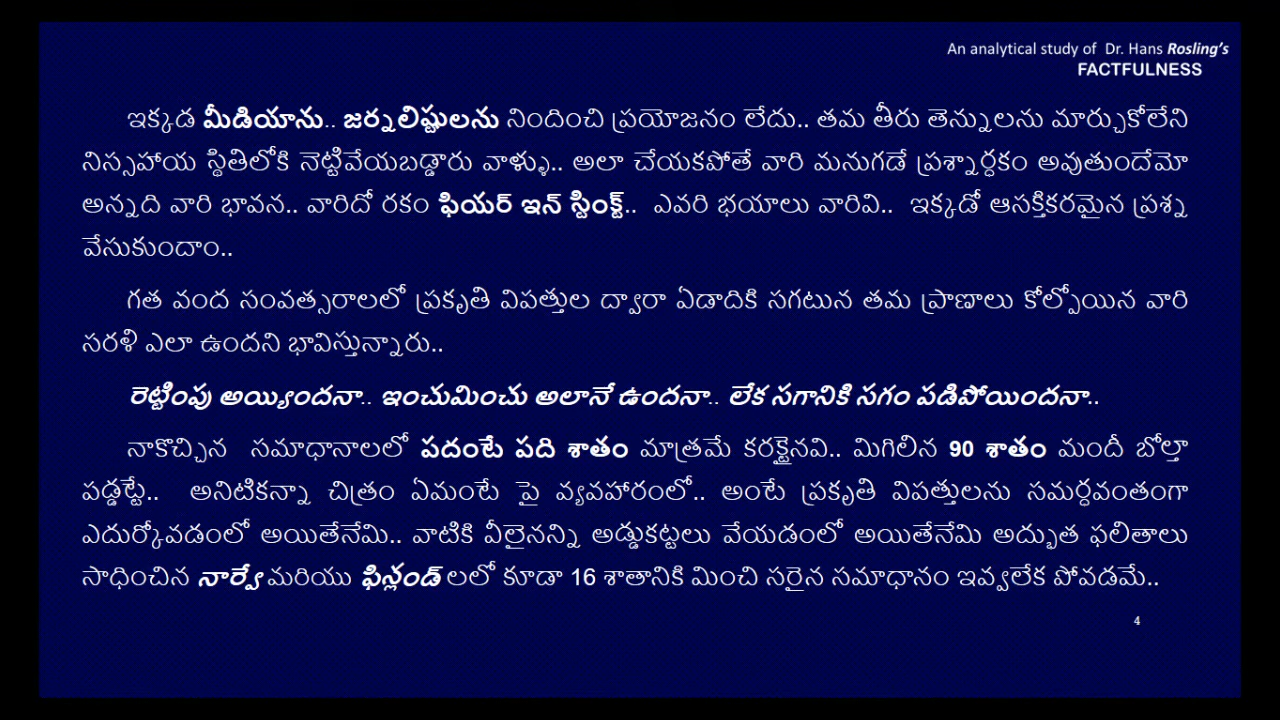 An analytical study of Dr. Hans Rosling's
FACTFULNESS
ఇక్కడ మీడియాను.. జర్నలిష్టులను నిందించి ప్రయోజనం లేదు.. తమ తీరు తెన్నులను మార్చుకోలేని
నిస్సహాయ స్థితిలోకి నెట్టివేయబడ్డారు వాళ్ళు.. అలా చేయకపోతే వారి మనుగడే ప్రశ్నార్ధకం అవుతుందేమో
అన్నది వారి భావన.. వారిదో రకం ఫియర్ ఇన్ స్టింక్ట్.. ఎవరి భయాలు వారివి.. ఇక్కడో ఆసక్తికరమైన ప్రశ్న
వేసుకుందాం..
గత వంద సంవత్సరాలలో ప్రకృతి విపత్తుల ద్వారా ఏడాదికి సగటున తమ ప్రాణాలు కోల్పోయిన వారి
సరళి ఎలా ఉందని భావిస్తున్నారు..
రెట్టింపు అయ్యిందనా.. ఇంచుమించు అలానే ఉందనా.. లేక సగానికి సగం పడిపోయిందనా..
నాకొచ్చిన సమాధానాలలో పదంటే పది శాతం మాత్రమే కరక్టైనవి.. మిగిలిన 90 శాతం మందీ బోల్తా
పడ్డట్టే.. అనిటికన్నా చిత్రం ఏమంటే పై వ్యవహారంలో.. అంటే ప్రకృతి విపత్తులను సమర్ధవంతంగా
ఎదుర్కోవడంలో అయితేనేమి.. వాటికి వీలైనన్ని అడ్డుకట్టలు వేయడంలో అయితేనేమి అద్భుత ఫలితాలు
సాధించిన నార్వే మరియు ఫిన్లండ్ లలో కూడా 16 శాతానికి మించి సరైన సమాధానం ఇవ్వలేక పోవడమే..
4